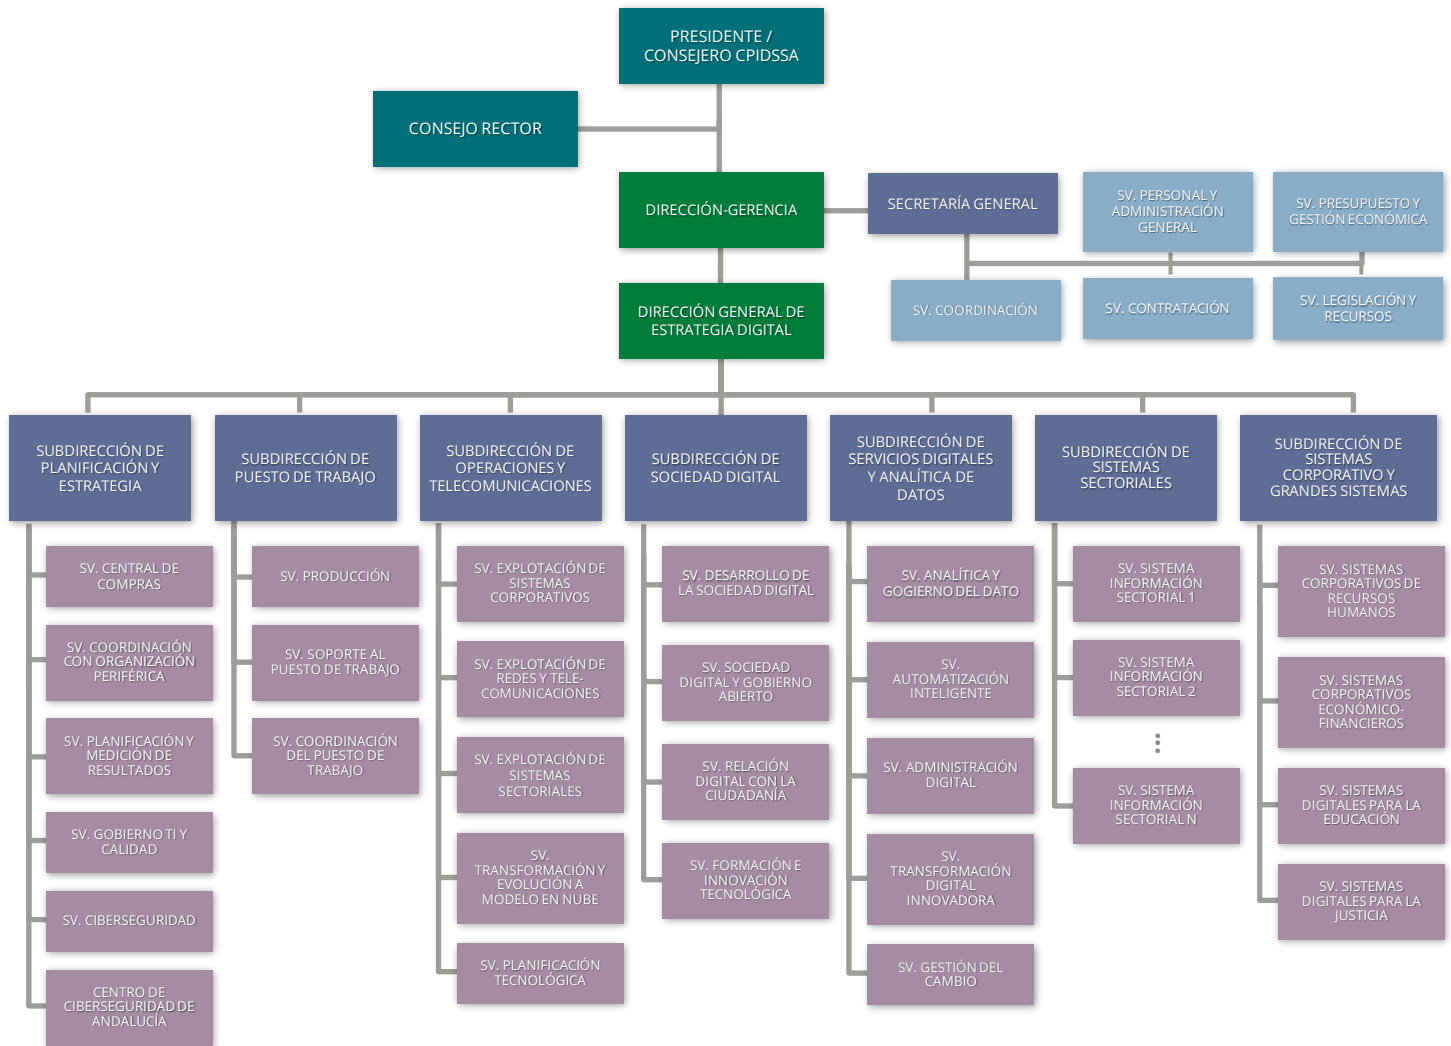 PRESIDENTE /
CONSEJERO CPIDSSA
CONSEJO RECTOR
DIRECCIÓN-GERENCIA
SECRETARÍA GENERAL
SV. PERSONAL Y
ADMINISTRACIÓN
GENERAL
SV. PRESUPUESTO Y
GESTIÓN ECONÓMICA
SV. COORDINACIÓN
SV. CONTRATACIÓN
SV. LEGISLACIÓN Y
RECURSOS
DIRECCIÓN GENERAL DE
ESTRATEGIA DIGITAL
SUBDIRECCIÓN DE
PLANIFICACIÓN Y
ESTRATEGIA
SV. CENTRAL DE
COMPRAS
SV. COORDINACIÓN
CON ORGANIZACIÓN
PERIFÉRICA
SV. PLANIFICACIÓN Y
MEDICIÓN DE
RESULTADOS
SV. GOBIERNO TI Y
CALIDAD
SV. CIBERSEGURIDAD
CENTRO DE
CIBERSEGURIDAD DE
ANDALUCÍA
SUBDIRECCIÓN DE
PUESTO DE TRABAJO
SV. PRODUCCIÓN
SV. SOPORTE AL
PUESTO DE TRABAJO
SV. COORDINACIÓN
DEL PUESTO DE
TRABAJO
SUBDIRECCIÓN DE
OPERACIONES Y
TELECOMUNICACIONES
SV. EXPLOTACIÓN DE
SISTEMAS
CORPORATIVOS
SV. EXPLOTACIÓN DE
REDES Y TELE-
COMUNICACIONES
SV. EXPLOTACIÓN DE
SISTEMAS
SECTORIALES
SV.
TRANSFORMACIÓN Y
EVOLUCIÓN A
MODELO EN NUBE
SV. PLANIFICACIÓN
TECNOLÓGICA
SUBDIRECCIÓN DE
SOCIEDAD DIGITAL
SV. DESARROLLO DE
LA SOCIEDAD DIGITAL
SV. SOCIEDAD
DIGITAL Y GOBIERNO
ABIERTO
SV. RELACIÓN
DIGITAL CON LA
CIUDADANÍA
SV. FORMACIÓN E
INNOVACIÓN
TECNOLÓGICA
SUBDIRECCIÓN DE
SERVICIOS DIGITALES
Y ANALÍTICA DE
DATOS
SV. ANALÍTICA Y
GOGIERNO DEL DATO
SV.
AUTOMATIZACIÓN
INTELIGENTE
SV. ADMINISTRACIÓN
DIGITAL
SV.
TRANSFORMACIÓN
DIGITAL
INNOVADORA
SV. GESTIÓN DEL
CAMBIO
SUBDIRECCIÓN DE
SISTEMAS
SECTORIALES
SV. SISTEMA
INFORMACIÓN
SECTORIAL 1
SV. SISTEMA
INFORMACIÓN
SECTORIAL 2
SV. SISTEMA
INFORMACIÓN
SECTORIAL N
SUBDIRECCIÓN DE
SISTEMAS
CORPORATIVO Y
GRANDES SISTEMAS
SV. SISTEMAS
CORPORATIVOS DE
RECURSOS
HUMANOS
SV. SISTEMAS
CORPORATIVOS
ECONÓMICO-
FINANCIEROS
SV. SISTEMAS
DIGITALES PARA LA
EDUCACIÓN
SV. SISTEMAS
DIGITALES PARA LA
JUSTICIA